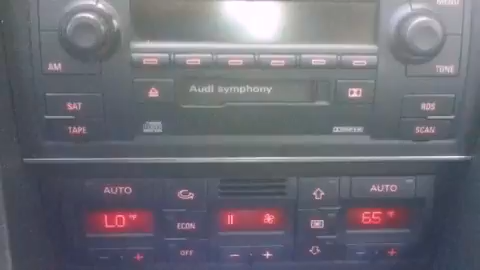 AM
TONE
Audi symphony
SAT
RDS
TAPE
SCAN
AUTO
AUTO
LO °F
ECON
65 °F
OFF